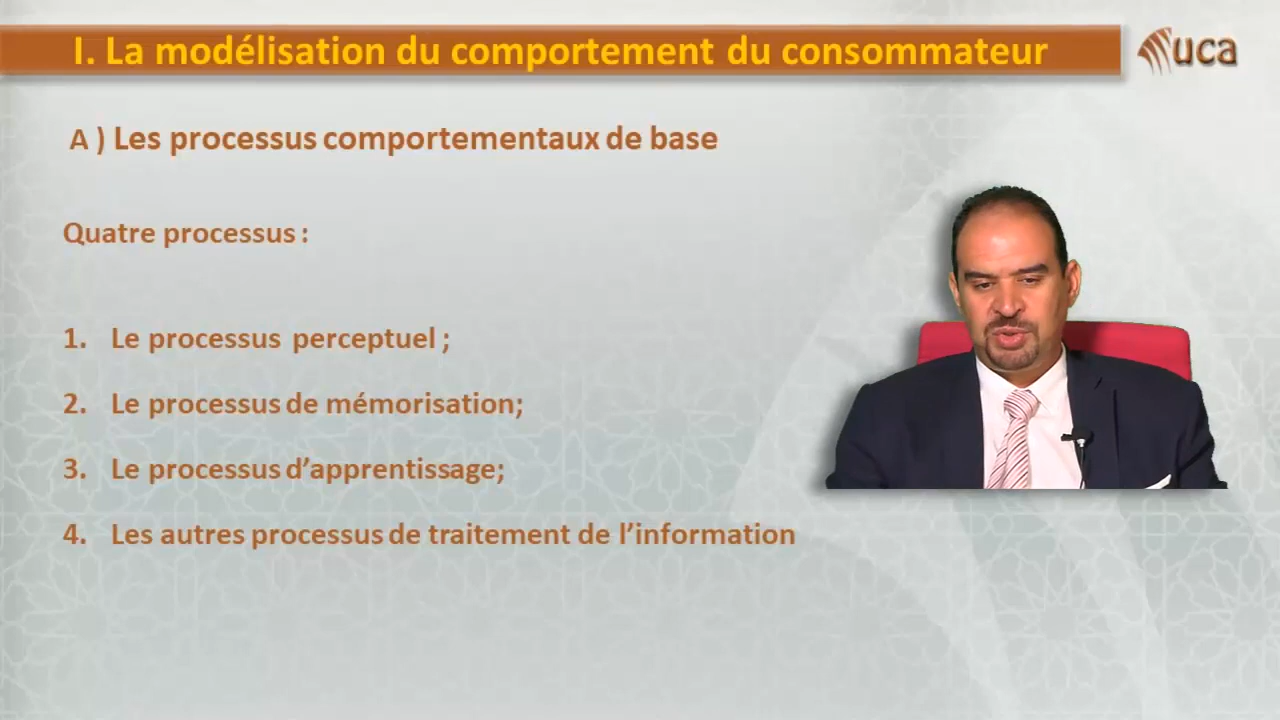 I. La modélisation du comportement du consommateur
uca
A ) Les processus comportementaux de base
Quatre processus :
1. Le processus perceptuel ;
2. Le processus de mémorisation;
3. Le processus d’apprentissage;
4. Les autres processus de traitement de l’information